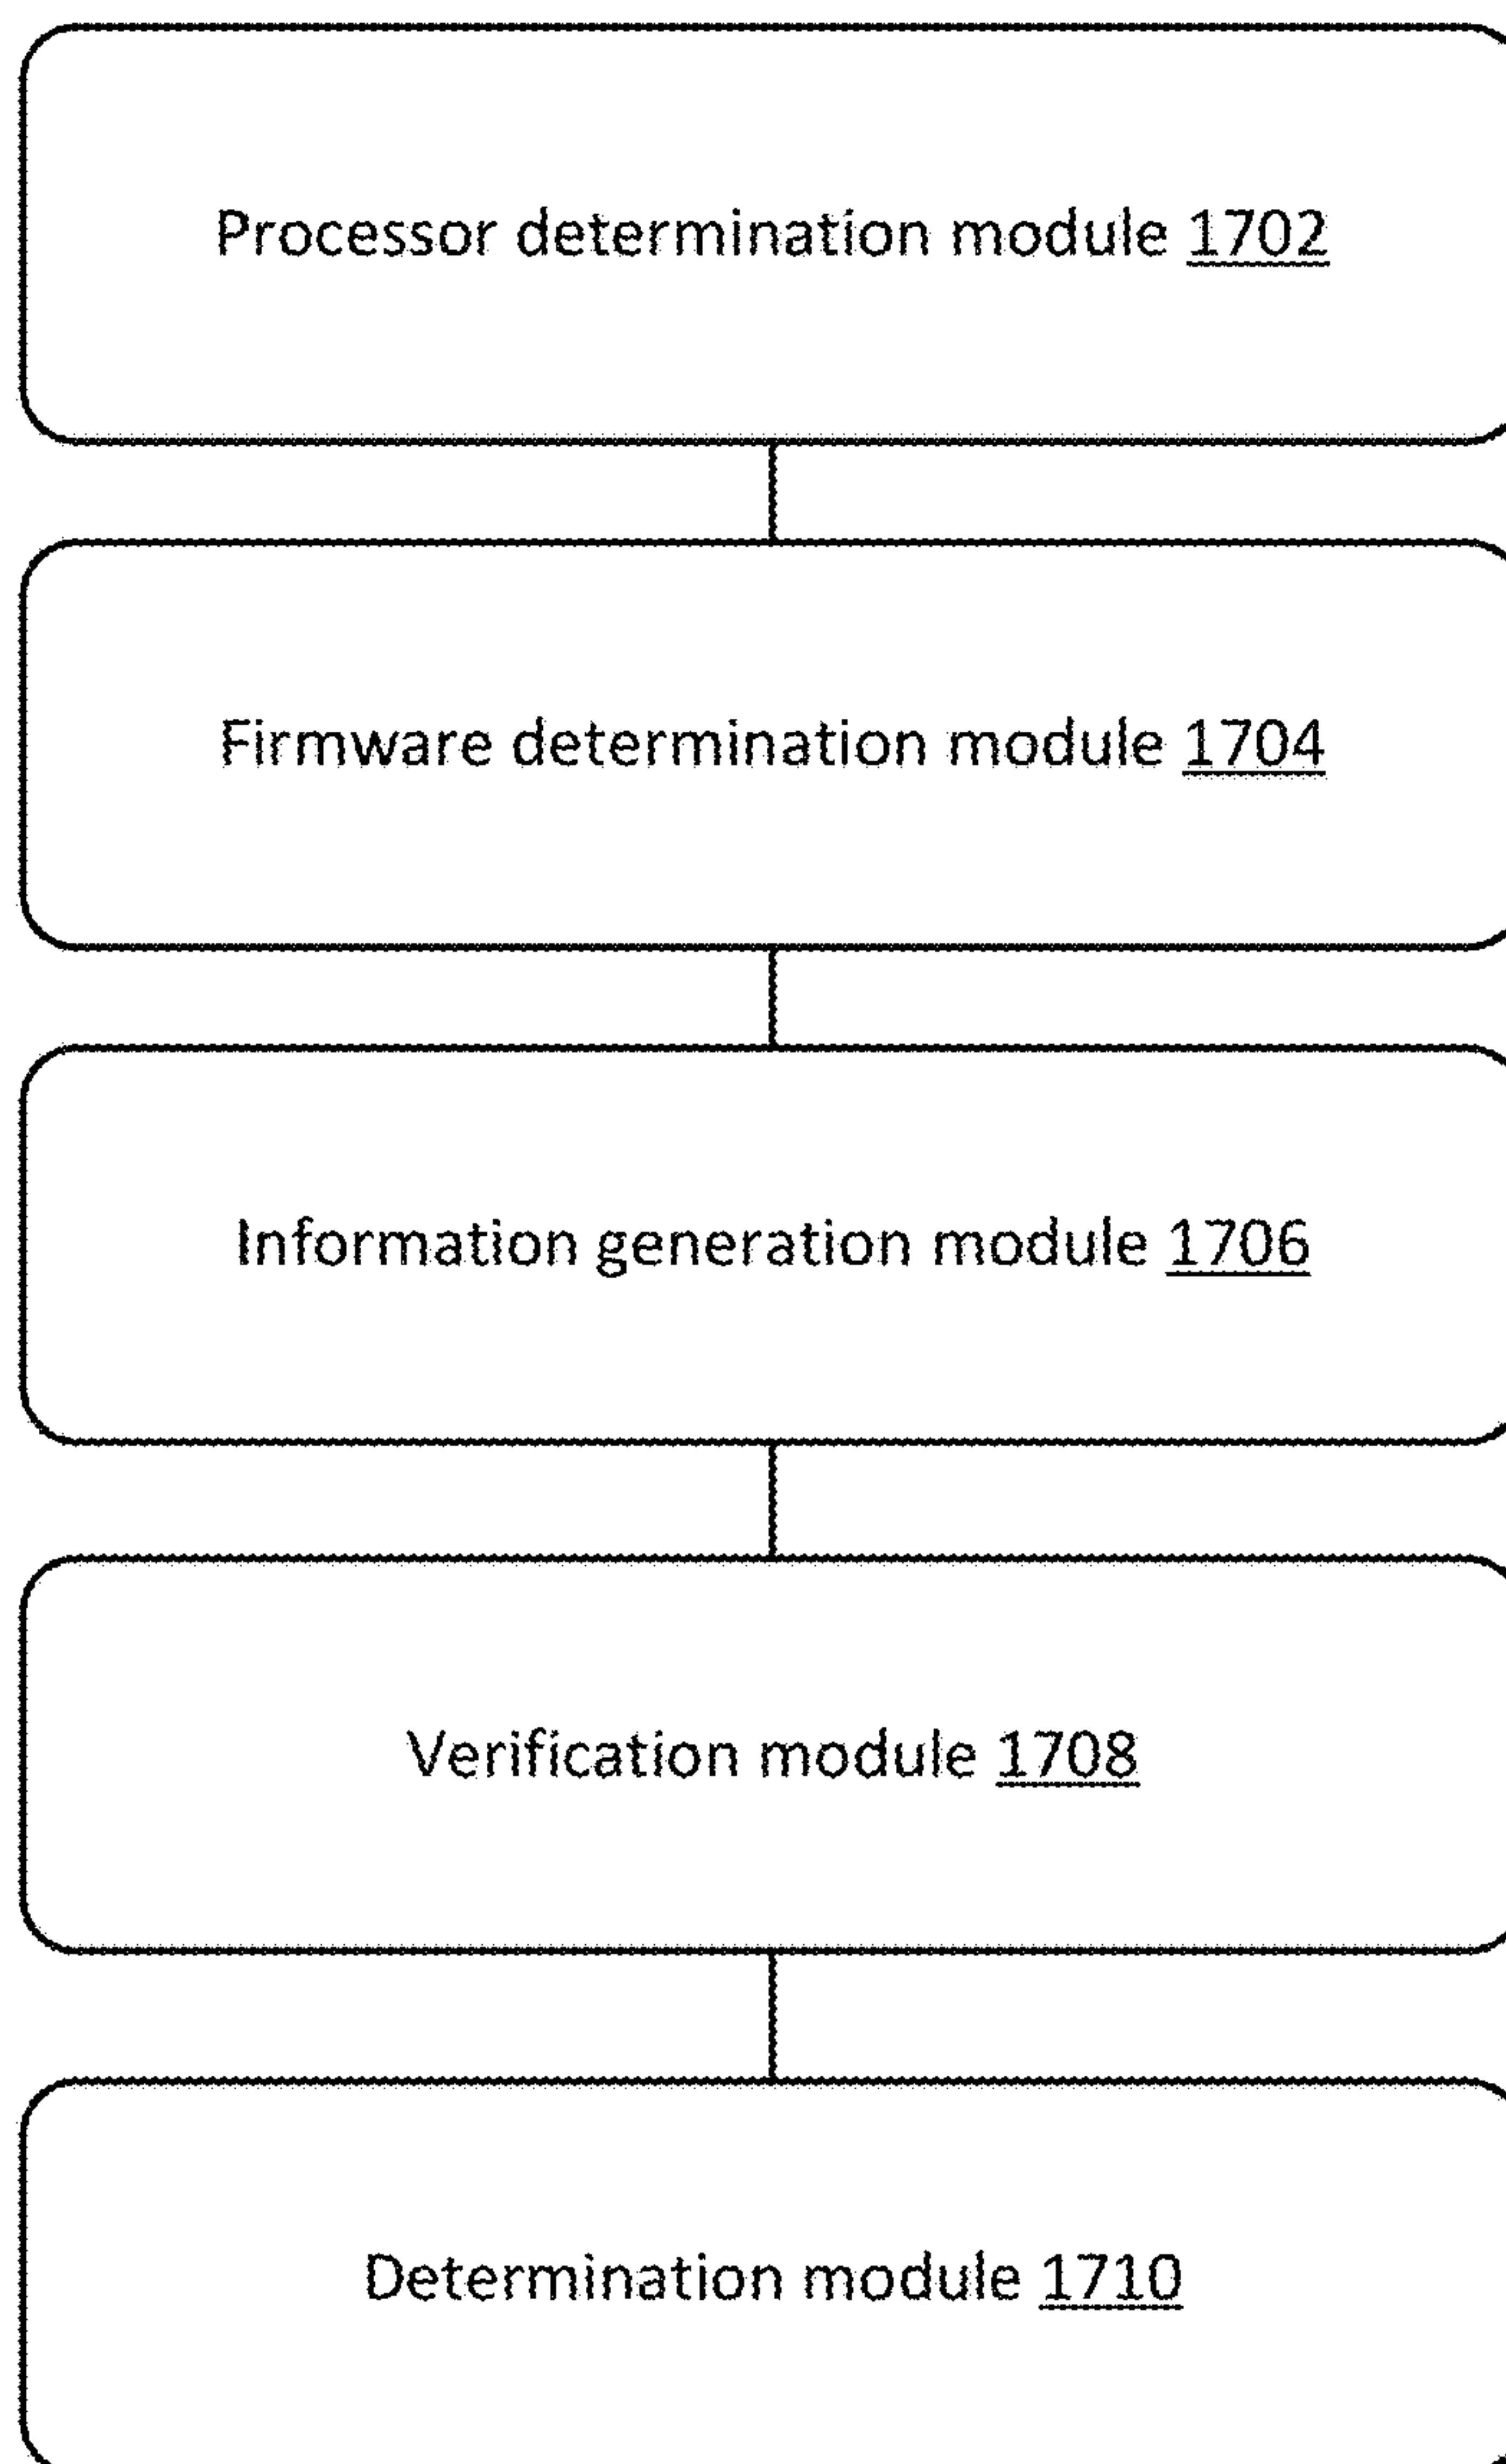 Processor determination module 1702
Firmware determination module 1704
Information generation module 1706
Verification module 1708
Determination module 1710